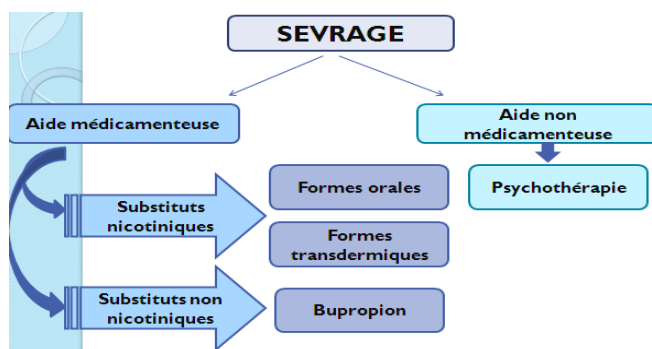 SEVRAGE
Aide médicamenteuse
Aide non
médicamenteuse
Formes orales
Psychothérapie
Substituts
nicotiniques
Formes
transdermiques
Substituts non
nicotiniques
Bupropion